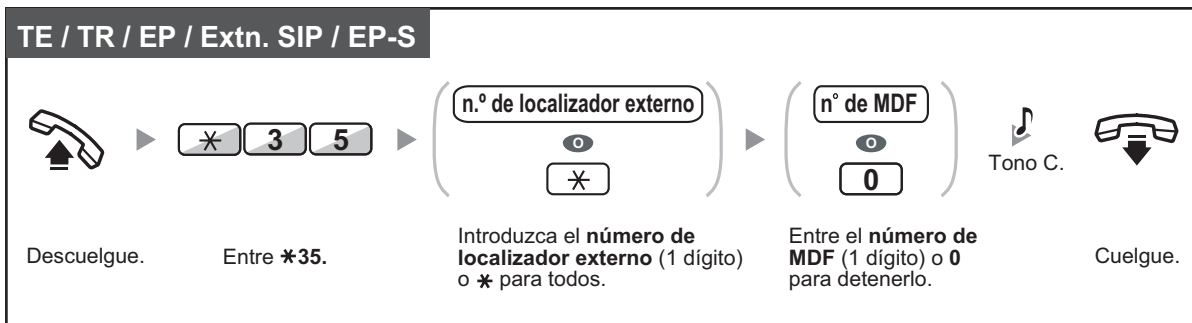 TE / TR / EP / Extn. SIP / EP-S
n.º de localizador externo
n° de MDF
3 5
o
o
0
Tono C.
Descuelgue.
Entre *35.
Introduzca el número de
localizador externo (1 dígito)
o * para todos.
Entre el número de
MDF (1 dígito) o 0
para detenerlo.
Cuelgue.